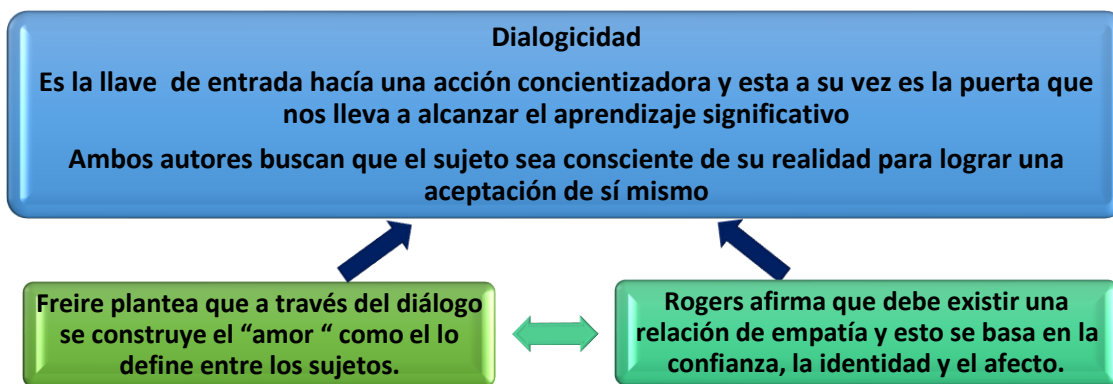 Dialogicidad
Es la llave de entrada hacía una acción concientizadora y esta a su vez es la puerta que
nos lleva a alcanzar el aprendizaje significativo
Ambos autores buscan que el sujeto sea consciente de su realidad para lograr una
aceptación de sí mismo
Freire plantea que a través del diálogo
se construye el “amor “ como el lo
define entre los sujetos.
Rogers afirma que debe existir una
relación de empatía y esto se basa en la
confianza, la identidad y el afecto.